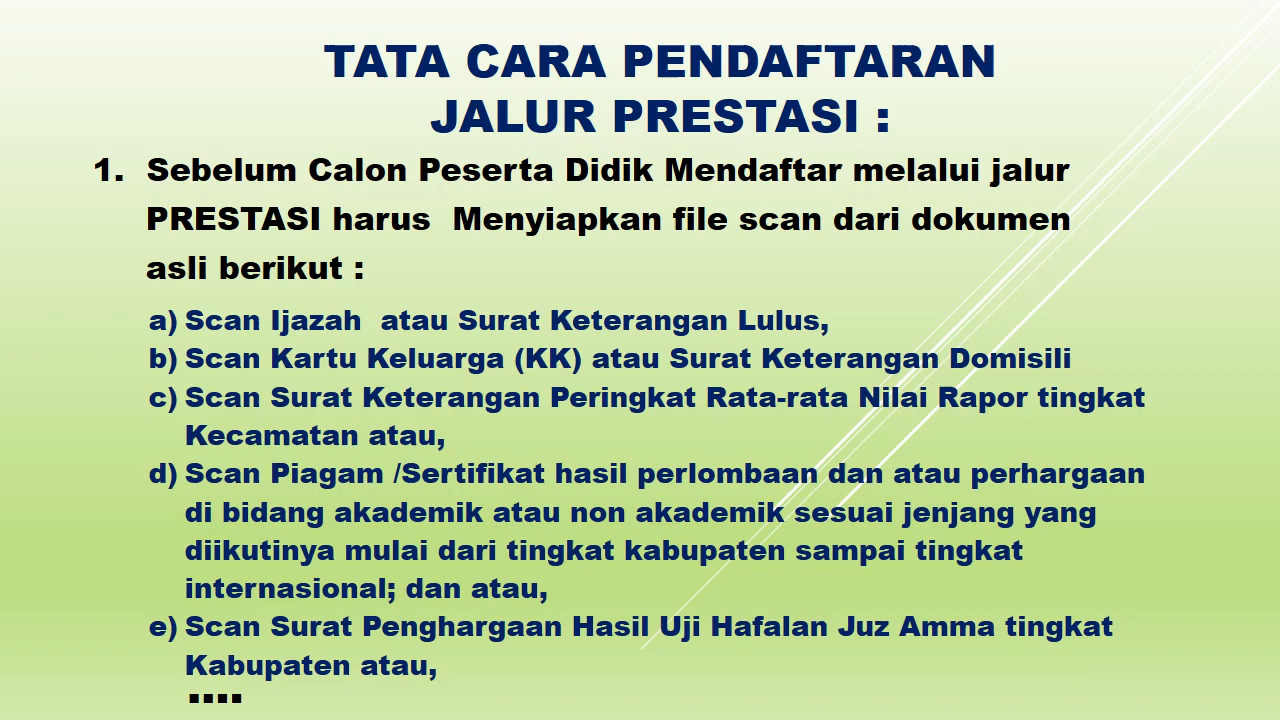 TATA CARA PENDAFTARAN
JALUR PRESTASI :
1. Sebelum Calon Peserta Didik Mendaftar melalui jalur
PRESTASI harus Menyiapkan file scan dari dokumen
asli berikut :
a) Scan Ijazah atau Surat Keterangan Lulus,
b) Scan Kartu Keluarga (KK) atau Surat Keterangan Domisili
c) Scan Surat Keterangan Peringkat Rata-rata Nilai Rapor tingkat
Kecamatan atau,
d) Scan Piagam /Sertifikat hasil perlombaan dan atau perhargaan
di bidang akademik atau non akademik sesuai jenjang yang
diikutinya mulai dari tingkat kabupaten sampai tingkat
internasional; dan atau,
e) Scan Surat Penghargaan Hasil Uji Hafalan Juz Amma tingkat
Kabupaten atau,
....